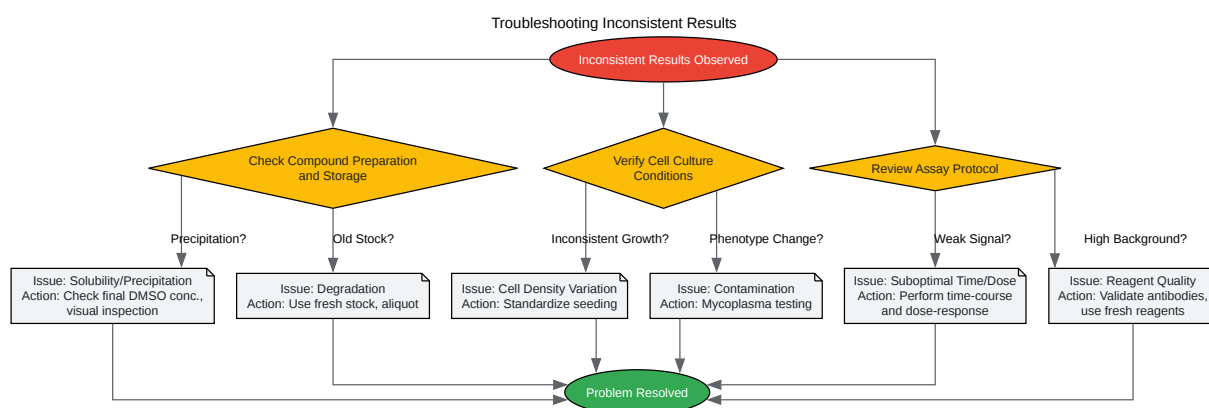 Troubleshooting Inconsistent Results
Inconsistent Results Observed
Check Compound Preparation
and Storage
Verify Cell Culture
Conditions
Review Assay Protocol
Precipitation?
Old Stock?
Inconsistent Growth?
Phenotype Change?
Weak Signal?
High Background?
Issue: Solubility/Precipitation
Action: Check final DMSO conc.,
visual inspection
Issue: Degradation
Action: Use fresh stock, aliquot
Issue: Cell Density Variation
Action: Standardize seeding
Issue: Contamination
Action: Mycoplasma testing
Issue: Suboptimal Time/Dose
Action: Perform time-course
and dose-response
Issue: Reagent Quality
Action: Validate antibodies,
use fresh reagents
Problem Resolved